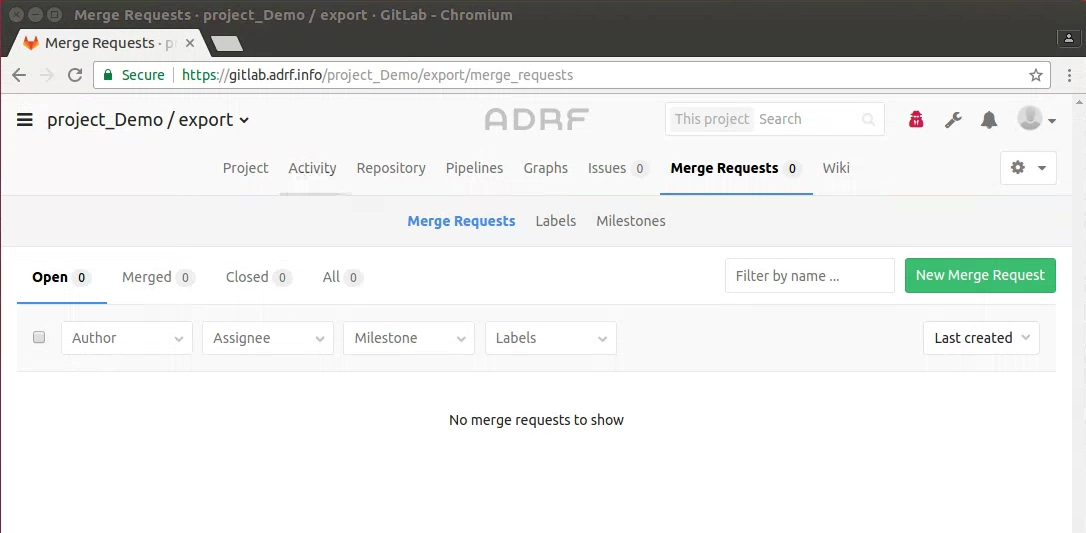 Merge Requests · project_Demo / export · GitLab - Chromium
Merge Requests · pr
Secure https://gitlab.adrf.info/project_Demo/export/merge_requests
project_Demo / export ADRF This project Search
Project Activity Repository Pipelines Graphs Issues 0 Merge Requests 0 Wiki
Merge Requests Labels Milestones
Open 0 Merged 0 Closed 0 All 0 Filter by name ... New Merge Request
Author Assignee Milestone Labels Last created
No merge requests to show